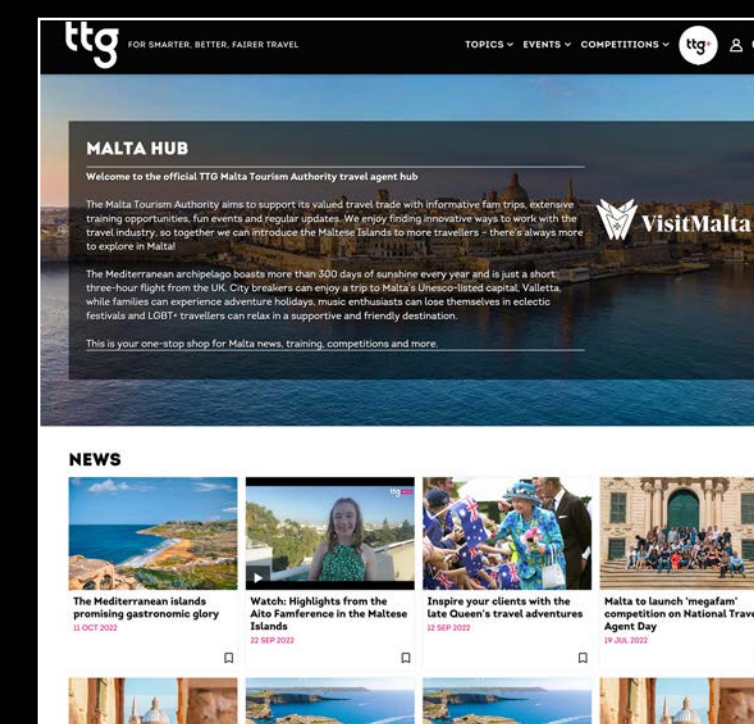 ttg
FOR SMARTER, BETTER, FAIRER TRAVEL
TOPICS EVENTS COMPETITIONS ttg+
MALTA HUB
Welcome to the official TTG Malta Tourism Authority travel agent hub
The Malta Tourism Authority aims to support its valued travel trade with informative fam trips, extensive
training opportunities, fun events and regular updates. We enjoy finding innovative ways to work with the
travel industry, so together we can introduce the Maltese Islands to more travellers – there's always more
to explore in Malta!
The Mediterranean archipelago boasts more than 300 days of sunshine every year and is just a short
three-hour flight from the UK. City breakers can enjoy a trip to Malta's Unesco-listed capital, Valletta,
while families can experience adventure holidays, music enthusiasts can lose themselves in eclectic
festivals and LGBT+ travellers can relax in a supportive and friendly destination.
This is your one-stop shop for Malta news, training, competitions and more.
VisitMalta
NEWS
ttg
The Mediterranean islands
promising gastronomic glory
11 OCT 2022
Watch: Highlights from the
Aito Famference in the Maltese
Islands
22 SEP 2022
Inspire your clients with the
late Queen's travel adventures
12 SEP 2022
Malta to launch 'megafam'
competition on National Trave
Agent Day
19 JUL 2022